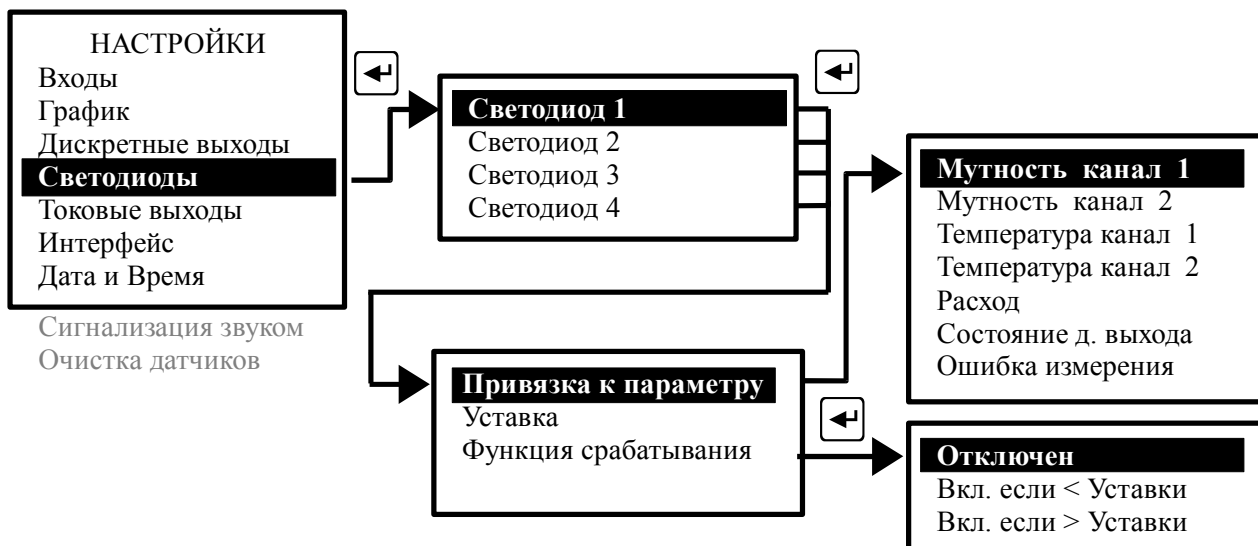 НАСТРОЙКИ
Входы
График
Дискретные выходы
Светодиоды
Токовые выходы
Интерфейс
Дата и Время
Сигнализация звуком
Очистка датчиков
Светодиод 1
Светодиод 2
Светодиод 3
Светодиод 4
Привязка к параметру
Уставка
Функция срабатывания
Мутность канал 1
Мутность канал 2
Температура канал 1
Температура канал 2
Расход
Состояние д. выхода
Ошибка измерения
Отключен
Вкл. если < Уставки
Вкл. если > Уставки